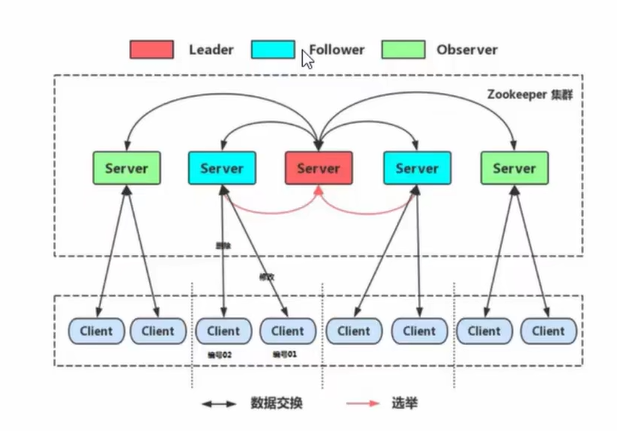 Leader Follower Observer
Zookeeper 集群
Server Server Server Server Server
删除
修改
Client Client Client Client Client Client Client Client
编号02 编号01
数据交换 选举